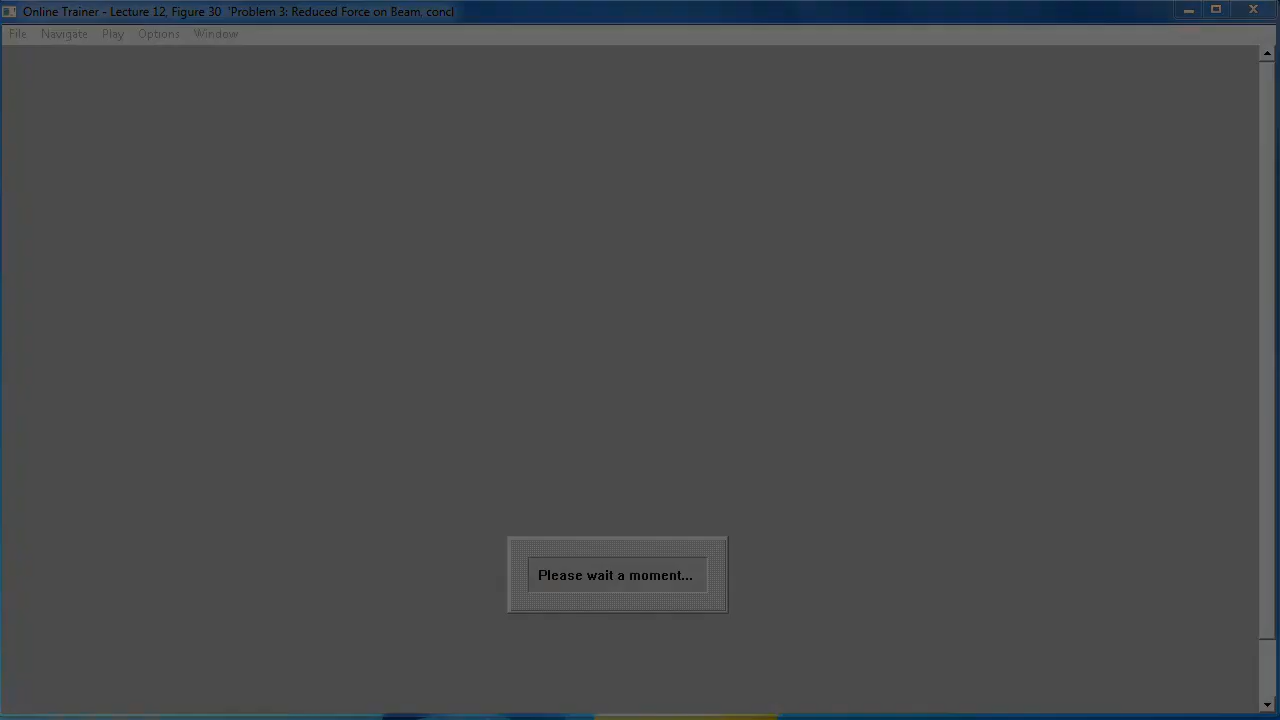 Online Trainer - Lecture 12, Figure 30 "Problem 3: Reduced Force on Beam, concl
File Navigate Play Options Window
Please wait a moment...